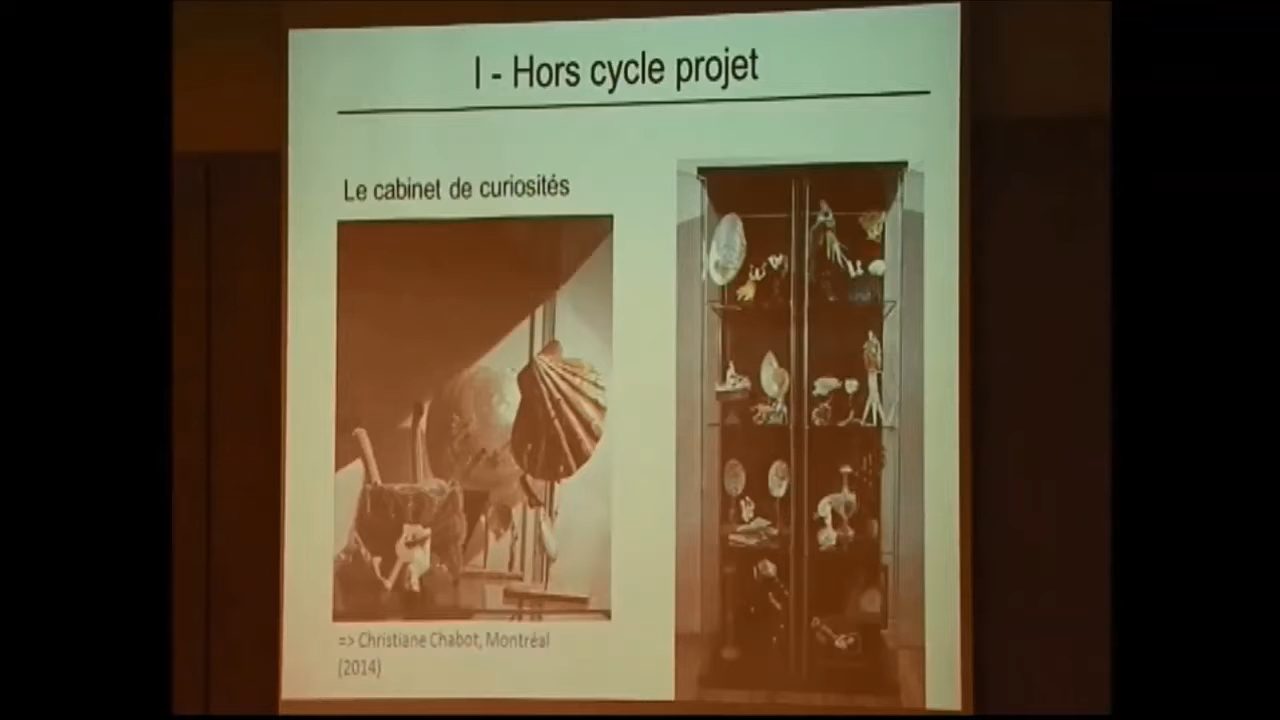 I - Hors cycle projet
Le cabinet de curiosités
=> Christiane Chabot, Montréal
(2014)